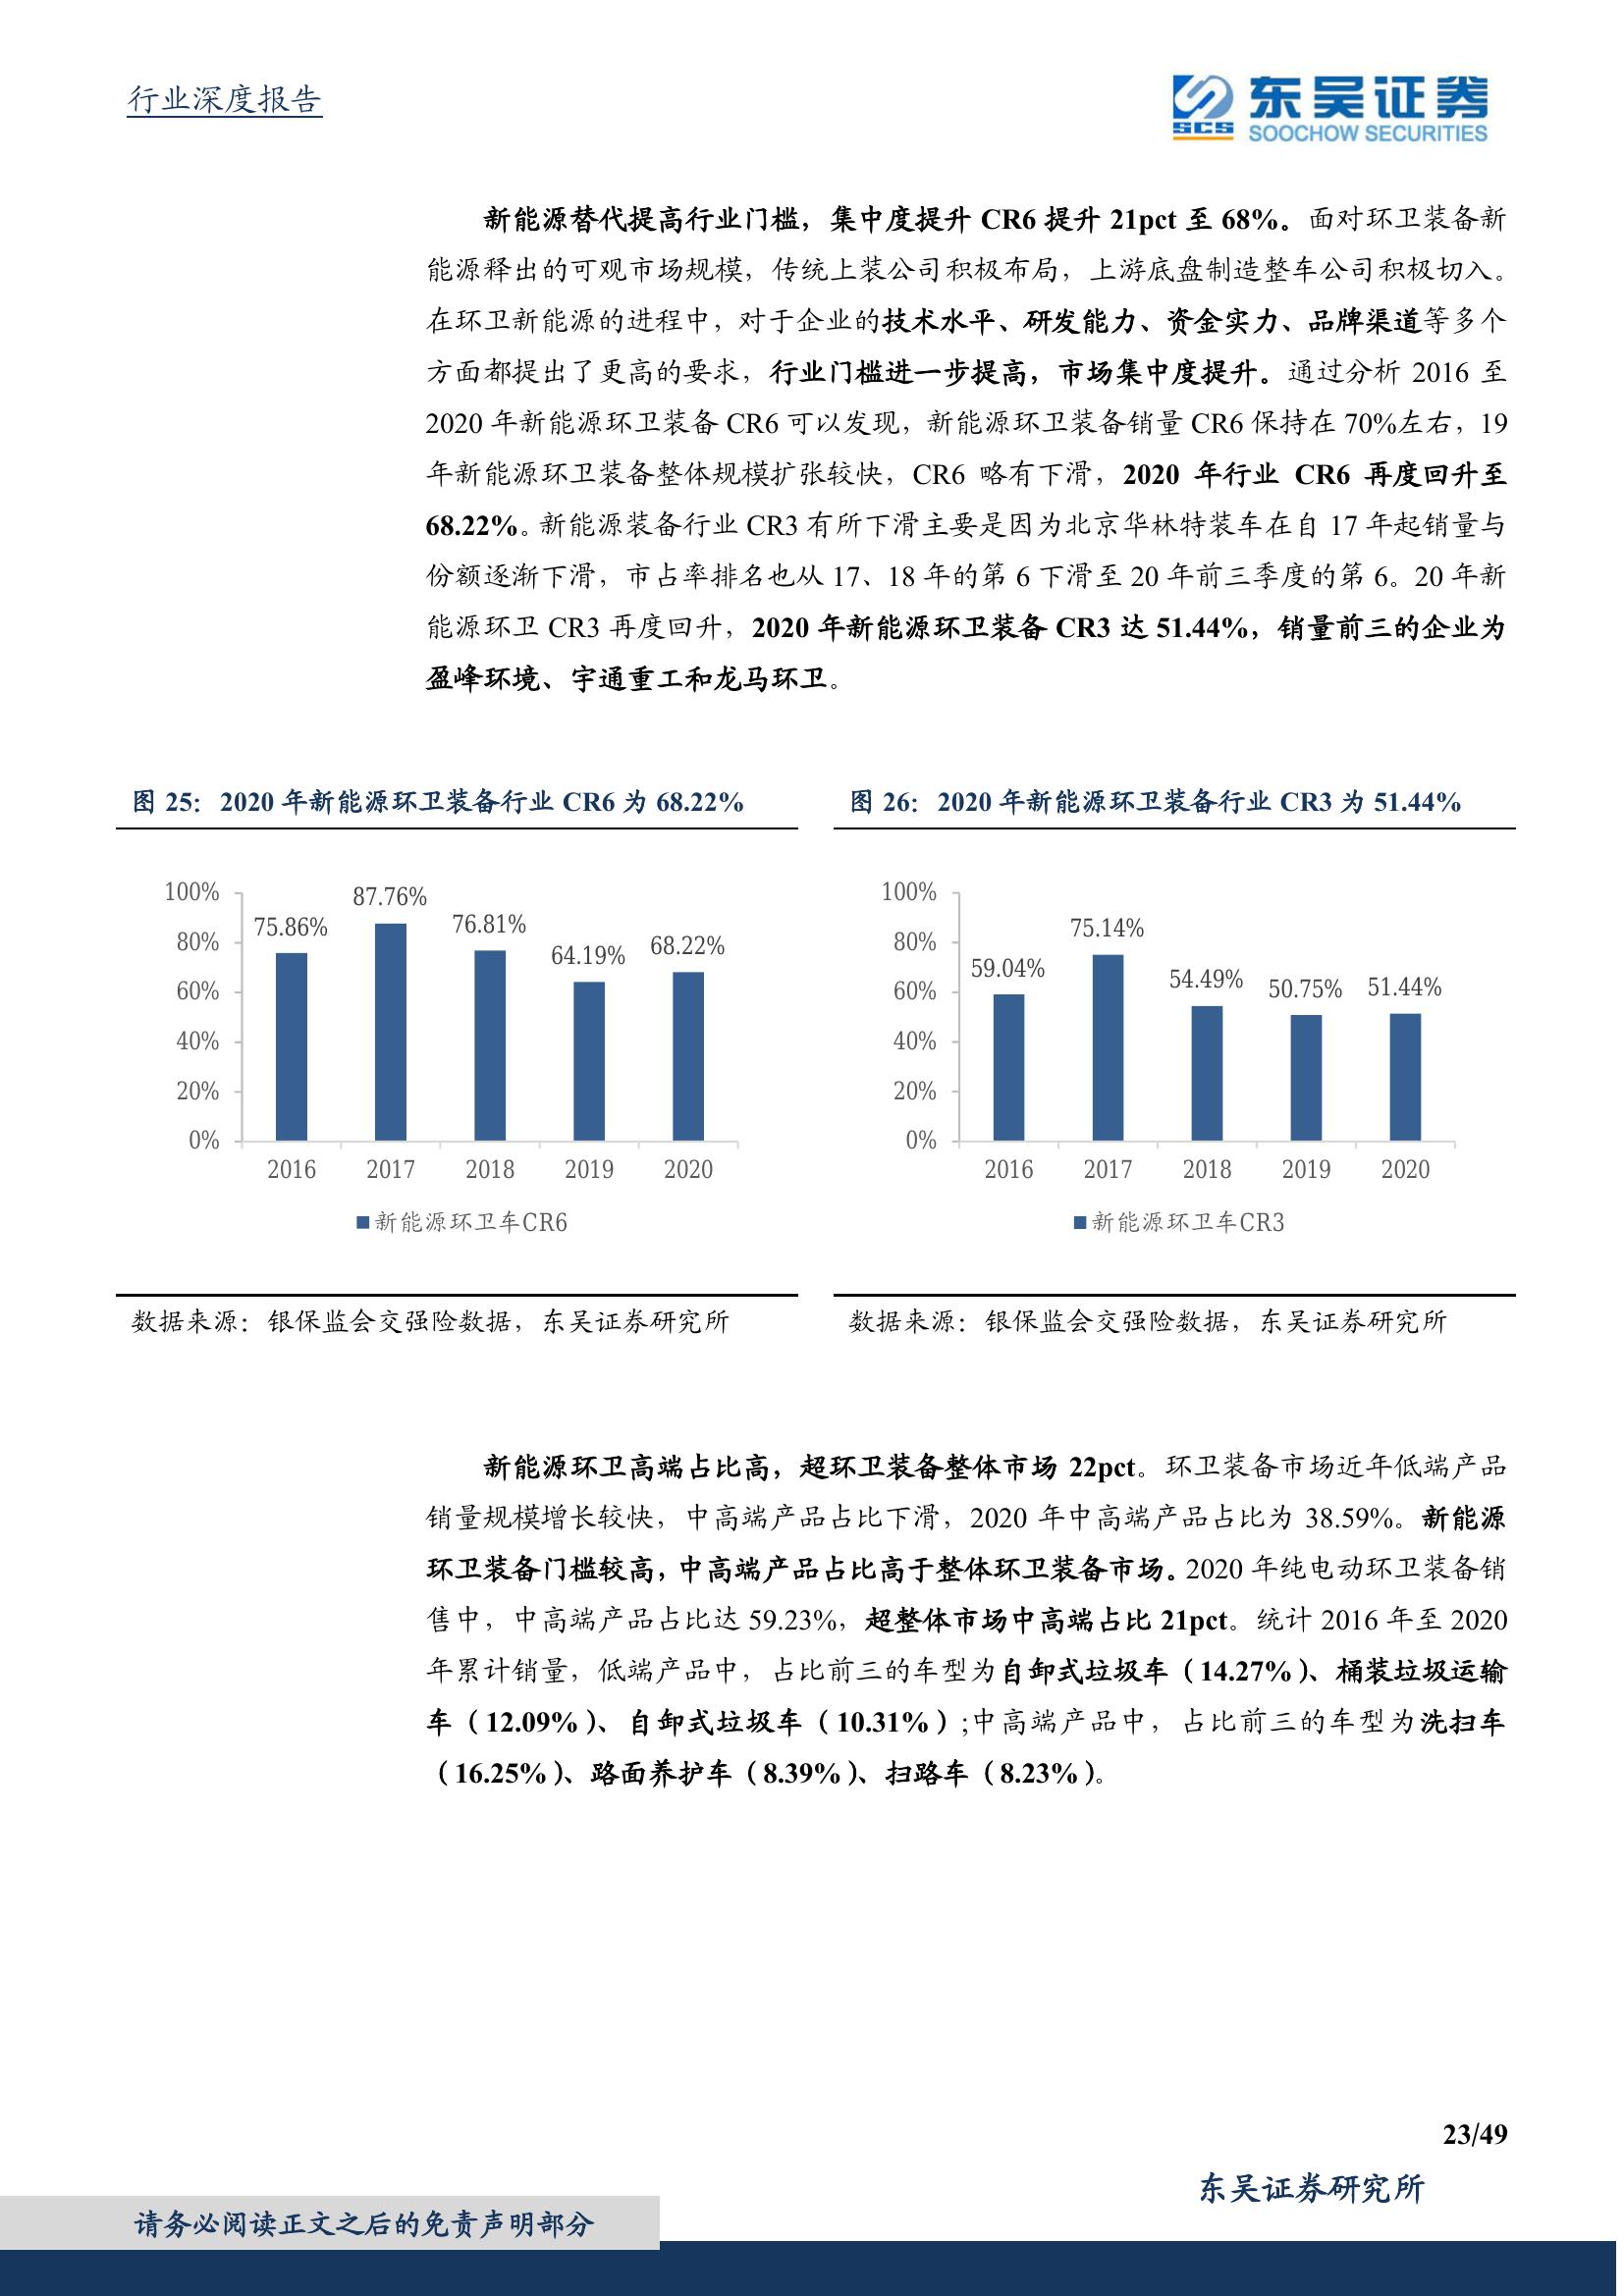 行业深度报告
东吴证券
SCS
SOOCHOW SECURITIES
新能源替代提高行业门槛，集中度提升 CR6 提升 21pct 至 68%。面对环卫装备新
能源释出的可观市场规模，传统上装公司积极布局，上游底盘制造整车公司积极切入。
在环卫新能源的进程中，对于企业的技术水平、研发能力、资金实力、品牌渠道等多个
方面都提出了更高的要求，行业门槛进一步提高，市场集中度提升。通过分析 2016 至
2020 年新能源环卫装备 CR6 可以发现，新能源环卫装备销量 CR6 保持在 70%左右，19
年新能源环卫装备整体规模扩张较快，CR6 略有下滑，2020 年行业 CR6 再度回升至
68.22%。新能源装备行业 CR3 有所下滑主要是因为北京华林特装车在自 17 年起销量与
份额逐渐下滑，市占率排名也从 17、18 年的第 6 下滑至 20 年前三季度的第 6。20 年新
能源环卫 CR3 再度回升，2020 年新能源环卫装备 CR3 达 51.44%，销量前三的企业为
盈峰环境、宇通重工和龙马环卫。
图 25：2020 年新能源环卫装备行业 CR6 为 68.22%
100%
80%
60%
40%
20%
0%
75.86%
87.76%
76.81%
64.19%
68.22%
2016 2017 2018 2019 2020
新能源环卫车CR6
数据来源：银保监会交强险数据，东吴证券研究所
图 26：2020 年新能源环卫装备行业 CR3 为 51.44%
100%
80%
60%
40%
20%
0%
59.04%
75.14%
54.49%
50.75%
51.44%
2016 2017 2018 2019 2020
新能源环卫车CR3
数据来源：银保监会交强险数据，东吴证券研究所
新能源环卫高端占比高，超环卫装备整体市场 22pct。环卫装备市场近年低端产品
销量规模增长较快，中高端产品占比下滑，2020 年中高端产品占比为 38.59%。新能源
环卫装备门槛较高，中高端产品占比高于整体环卫装备市场。2020 年纯电动环卫装备销
售中，中高端产品占比达 59.23%，超整体市场中高端占比 21pct。统计 2016 年至 2020
年累计销量，低端产品中，占比前三的车型为自卸式垃圾车（14.27%）、桶装垃圾运输
车（12.09%）、自卸式垃圾车（10.31%）;中高端产品中，占比前三的车型为洗扫车
（16.25%）、路面养护车（8.39%）、扫路车（8.23%）。
23/49
东吴证券研究所
请务必阅读正文之后的免责声明部分